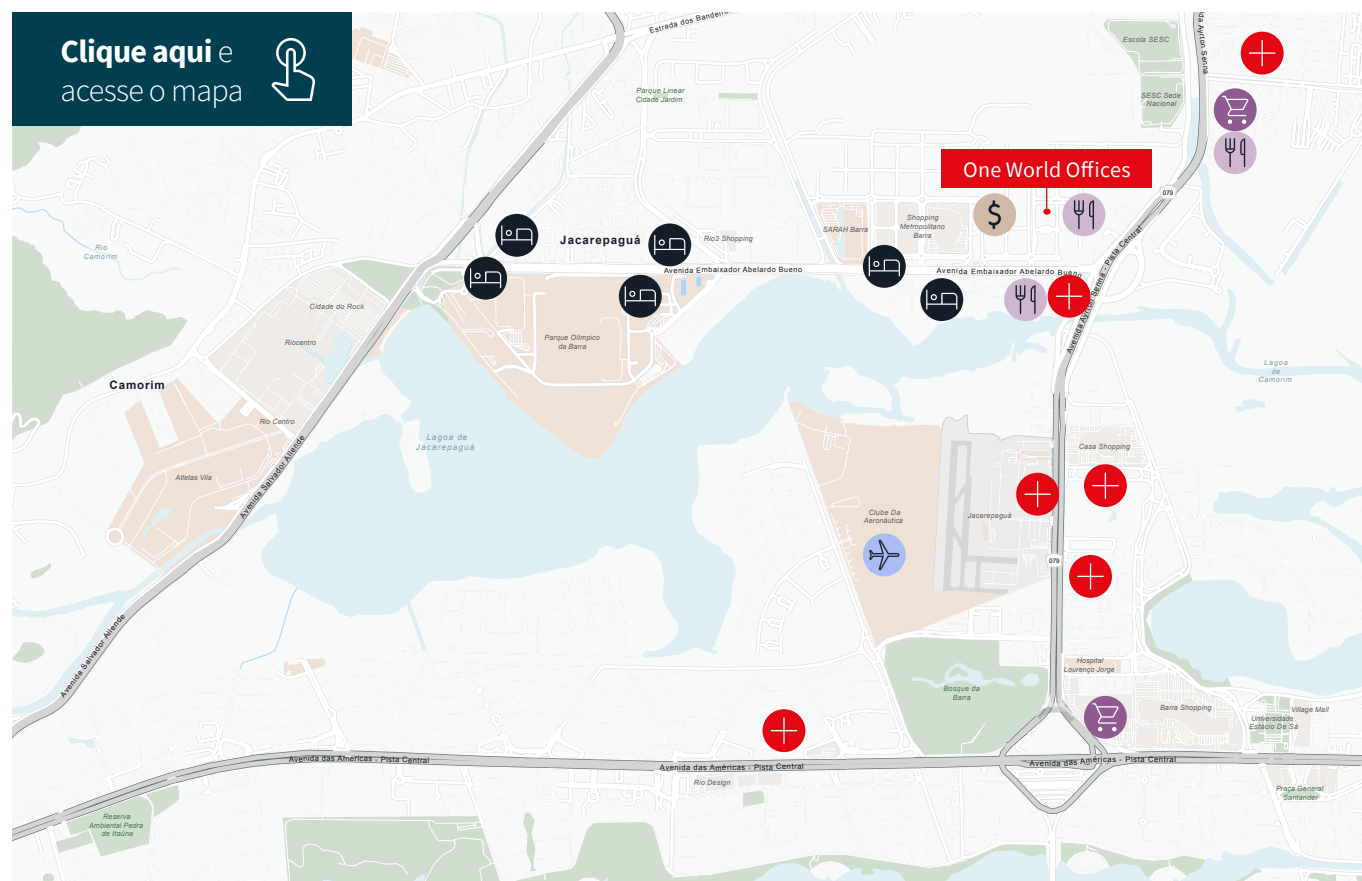 Clique aqui e
acesse o mapa
Estrada dos Bandeiro
Escola SESC
da Ayrton Senna
Parque Linear
Cidade Jardim
SESC Sede
Nacional
One World Offices
079
Rio
Camorim
Jacarepaguá
Rio2 Shopping
SARAH Barra
Shopping
Metropolitano
Barra
$
Avenida Embaixador Abelardo Bueno
Avenida Embaixador Abelardo Bueno
Avenida Ayrton Senna - Pista Central
Cidade do Rock
Riocentro
Parque Olímpico
da Barra
Camorim
Lagoa
de
Camorim
Rio Centro
Lagoa de
Jacarepaguá
Casa Shopping
Atletas Vila
Avenida Salvador Allende
Clube Da
Aeronáutica
Jacarepaguá
079
Avenida Salvador Allende
Hospital
Lourenço Jorge
Bosque da
Barra
Barra Shopping
Village Mall
Universidade
Estácio De Sá
Avenida das Américas - Pista Central
Avenida das Américas - Pista Central
Avenida das Américas - Pista Central
Rio Design
Praça General
Santander
Reserva
Ambiental Pedra
de Itaúna